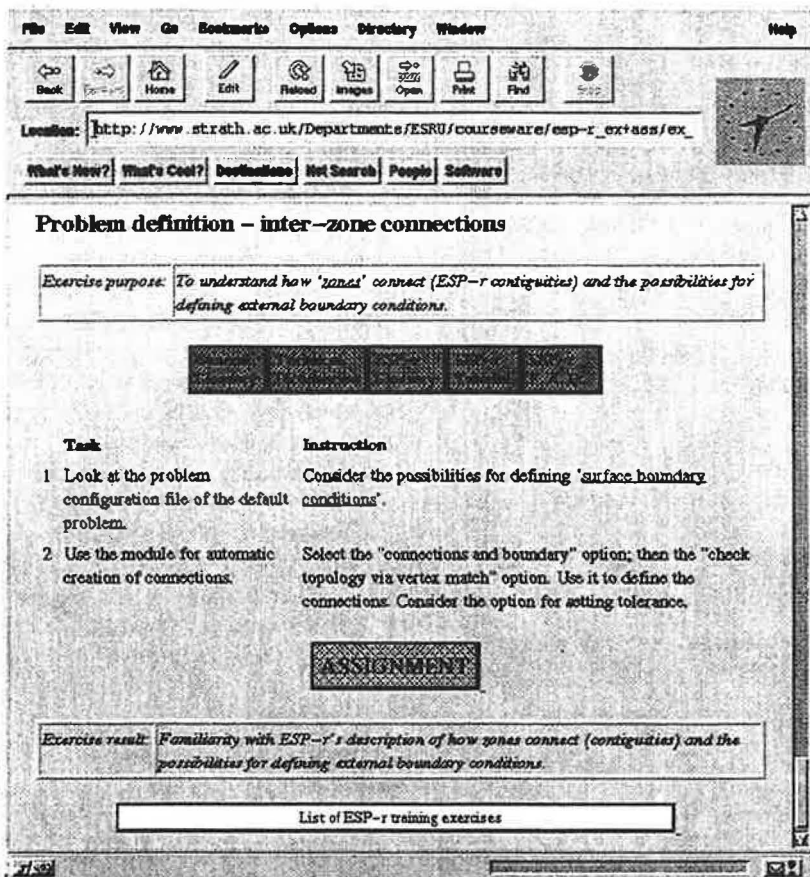 File Edit View Go Bookmarks Options Directory Window Help
Back Forward Home Edit Reload Images Open Print Find Stop
Location: http://www.strath.ac.uk/Departments/ESRU/courseware/esp-r_ex+ass/ex_
What's New? What's Cool? Destinations Net Search People Software
Problem definition – inter–zone connections
Exercise purpose: To understand how 'zones' connect (ESP–r contiguities) and the possibilities for
defining external boundary conditions.
Task Instruction
1 Look at the problem Consider the possibilities for defining 'surface boundary
configuration file of the default conditions'.
problem.
2 Use the module for automatic Select the "connections and boundary" option; then the "check
creation of connections. topology via vertex match" option. Use it to define the
connections. Consider the option for setting tolerance.
ASSIGNMENT
Exercise result: Familiarity with ESP–r's description of how zones connect (contiguities) and the
possibilities for defining external boundary conditions.
List of ESP–r training exercises